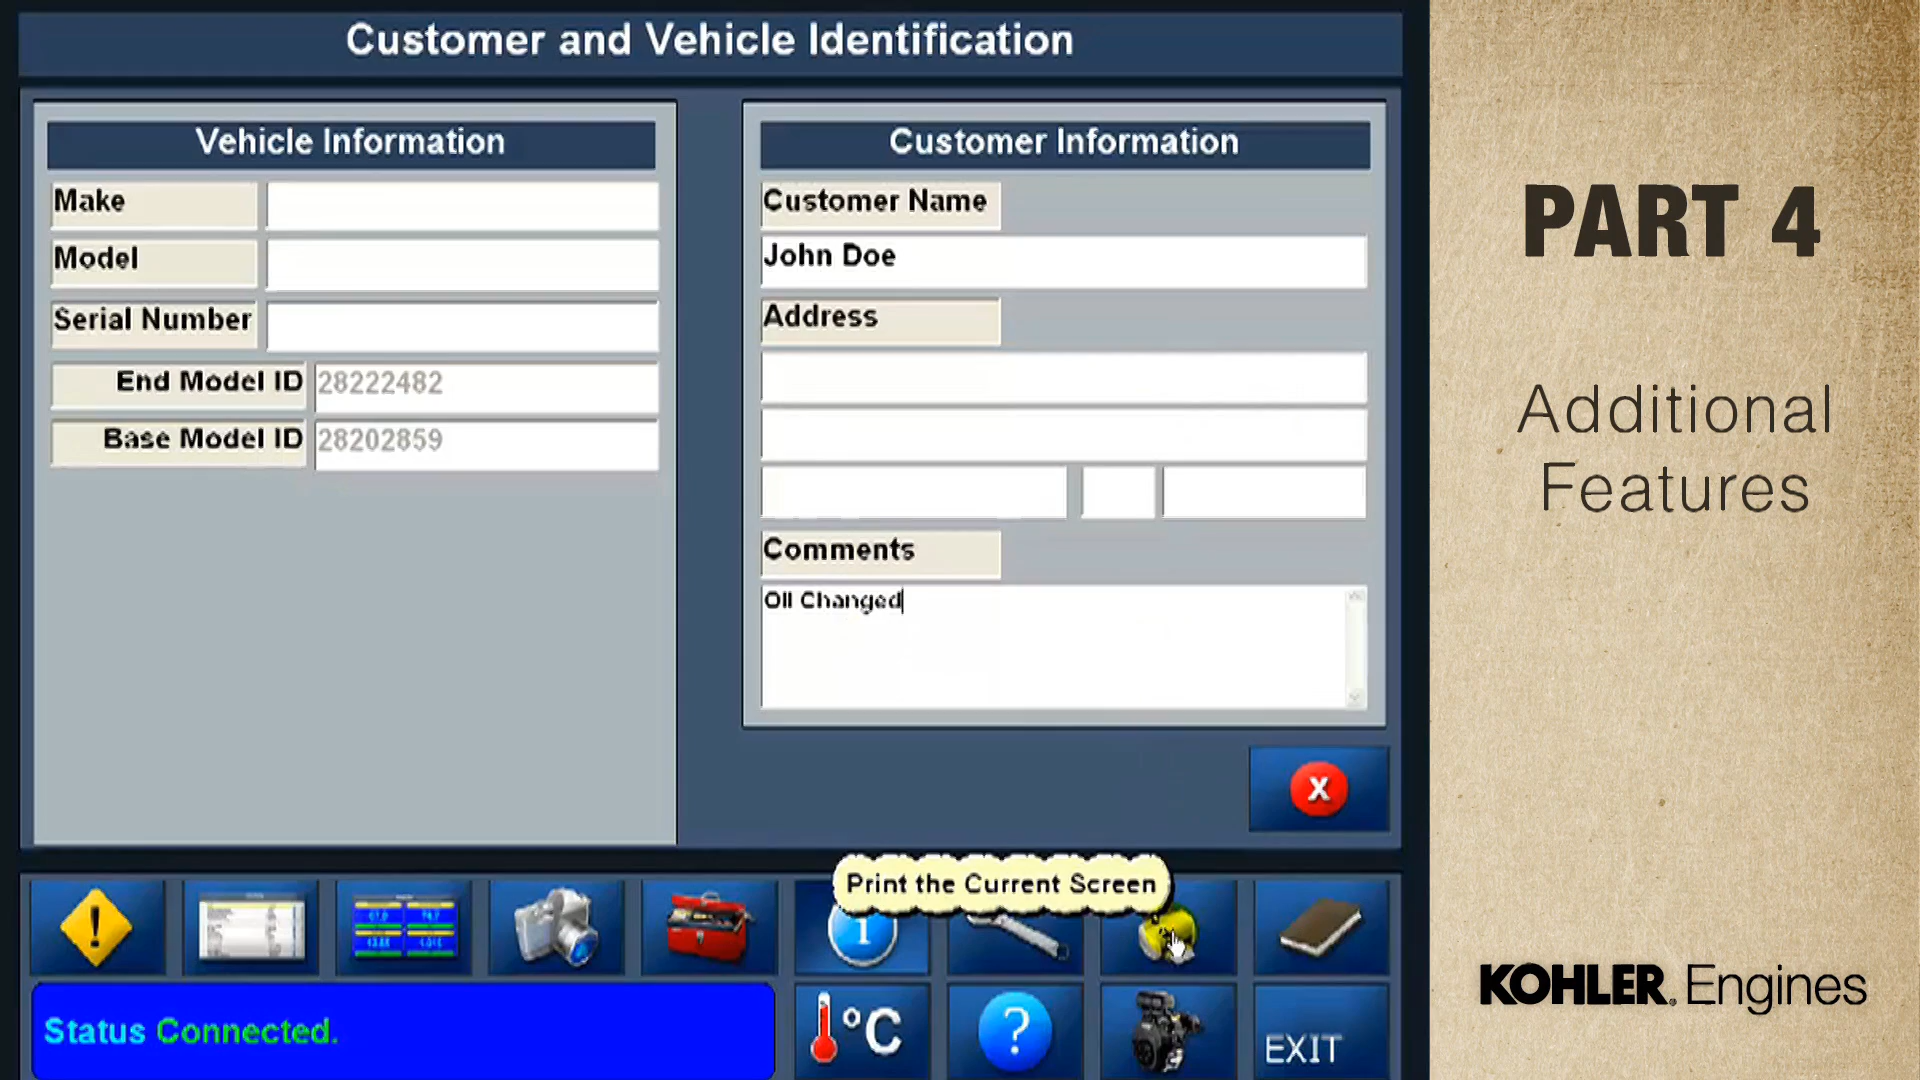 Customer and Vehicle Identification
Vehicle Information
Make
Model
Serial Number
End Model ID 28222482
Base Model ID 28202859
Customer Information
Customer Name
John Doe
Address
Comments
Oil Changed
X
Print the Current Screen
!
i
Status Connected.
°C
?
EXIT
PART 4
Additional
Features
KOHLER® Engines